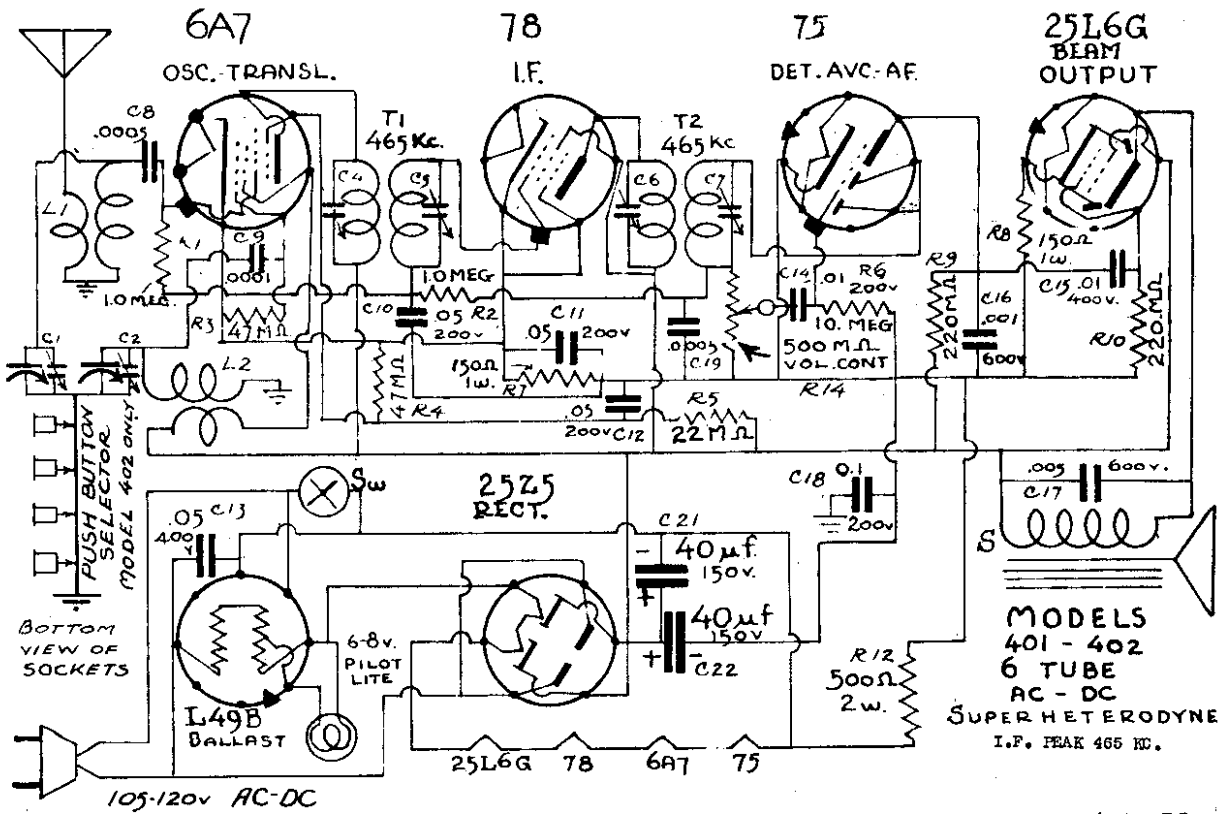 6A7
OSC.-TRANSL.
78
I.F.
75
DET. AVC.-AF.
25L6G
BEAM
OUTPUT
C8
.0005
T1
465 Kc.
T2
465 Kc
C4
C5
C6
C7
L1
R1
1.0 MEG.
C9
.0001
R3
47 MΩ
C10
.05
200v
1.0 MEG
R2
C11
.05
200v
150Ω
1w.
R7
47 MΩ
R4
.05
200v
C12
R5
22 MΩ
.0005
C19
C14
.01
200v
R6
10. MEG
500 MΩ
VOL. CONT
R14
R8
150Ω
1w.
R9
220 MΩ
C16
.001
600v
C15
.01
400v.
R10
220 MΩ
C1
C2
L2
PUSH BUTTON
SELECTOR
MODEL 402 ONLY
Sw
25Z5
RECT.
C13
.05
400v
C21
-
40 µf.
150v.
+
40 µf
150v
+
-
C22
C18
0.1
200v
.005
600v.
C17
S
BOTTOM
VIEW OF
SOCKETS
L49B
BALLAST
6-8v.
PILOT
LITE
R12
500Ω
2w.
25L6G
78
6A7
75
105-120v AC-DC
MODELS
401 - 402
6 TUBE
AC - DC
SUPERHETERODYNE
I.F. PEAK 465 KC.